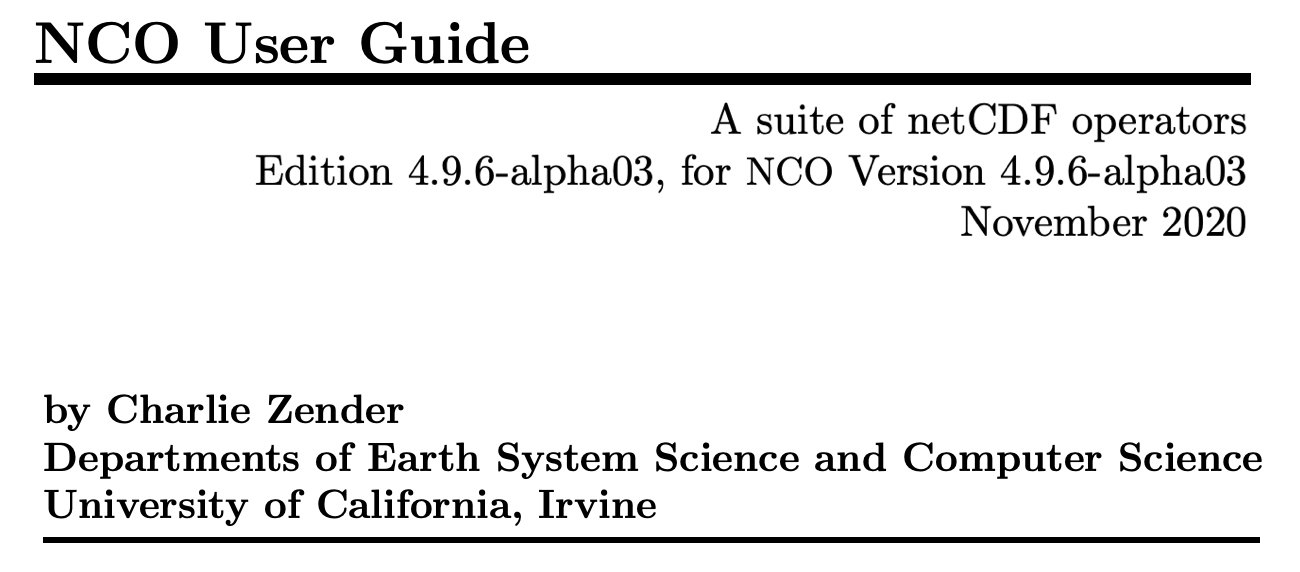 NCO User Guide
A suite of netCDF operators
Edition 4.9.6-alpha03, for NCO Version 4.9.6-alpha03
November 2020
by Charlie Zender
Departments of Earth System Science and Computer Science
University of California, Irvine